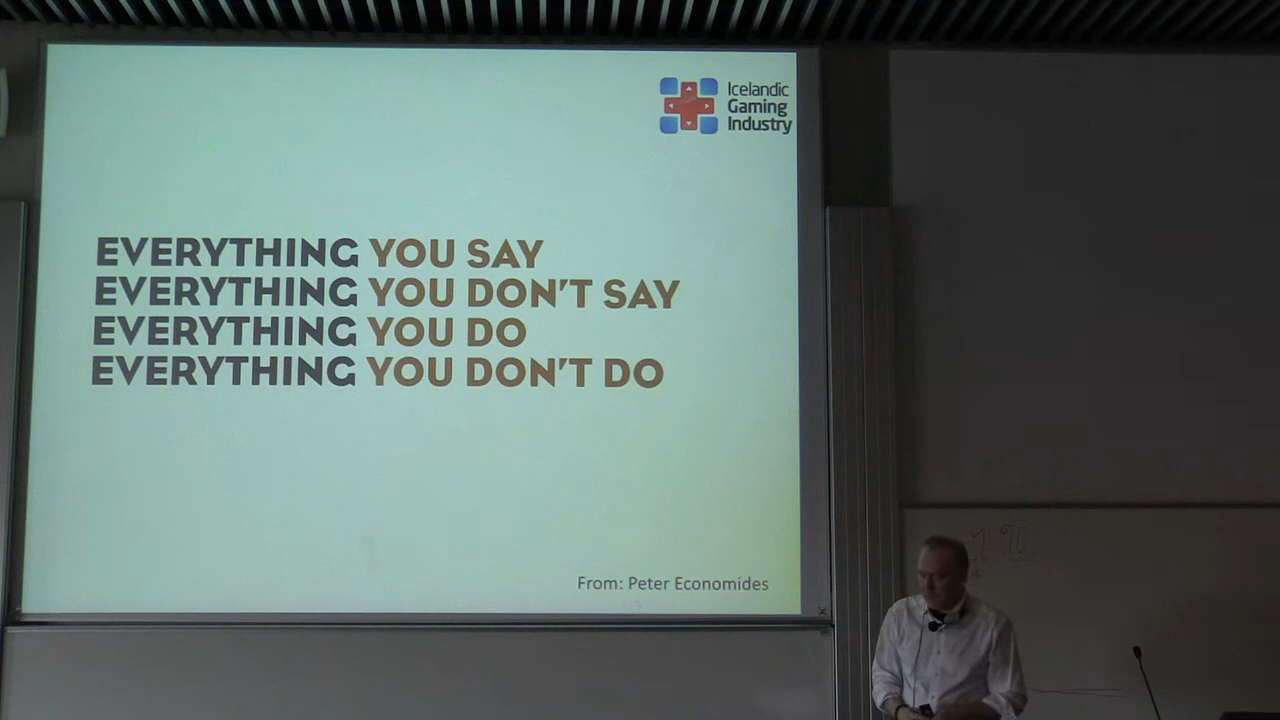 Icelandic
Gaming
Industry
EVERYTHING YOU SAY
EVERYTHING YOU DON'T SAY
EVERYTHING YOU DO
EVERYTHING YOU DON'T DO
From: Peter Economides